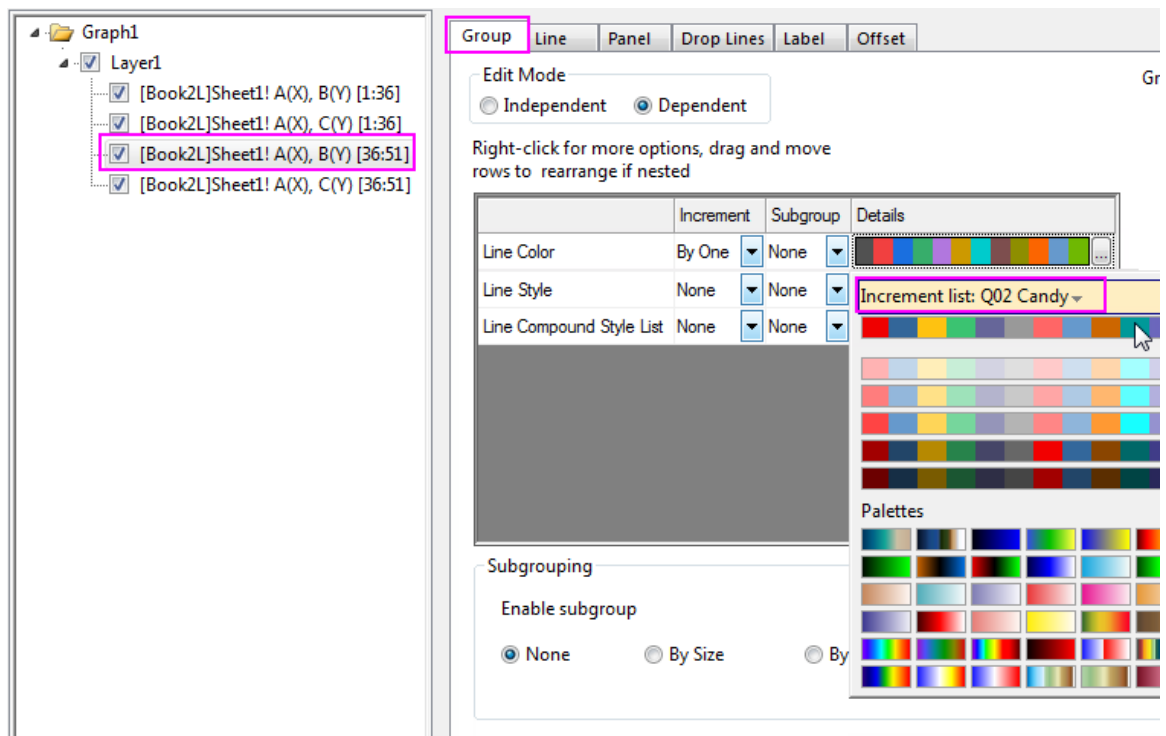 Graph1
Layer1
[Book2L]Sheet1! A(X), B(Y) [1:36]
[Book2L]Sheet1! A(X), C(Y) [1:36]
[Book2L]Sheet1! A(X), B(Y) [36:51]
[Book2L]Sheet1! A(X), C(Y) [36:51]
Group Line Panel Drop Lines Label Offset
Edit Mode
Gr
Independent Dependent
Right-click for more options, drag and move
rows to rearrange if nested
Increment Subgroup Details
Line Color By One None ...
Line Style None None
Increment list: Q02 Candy
Line Compound Style List None None
Palettes
Subgrouping
Enable subgroup
None By Size By